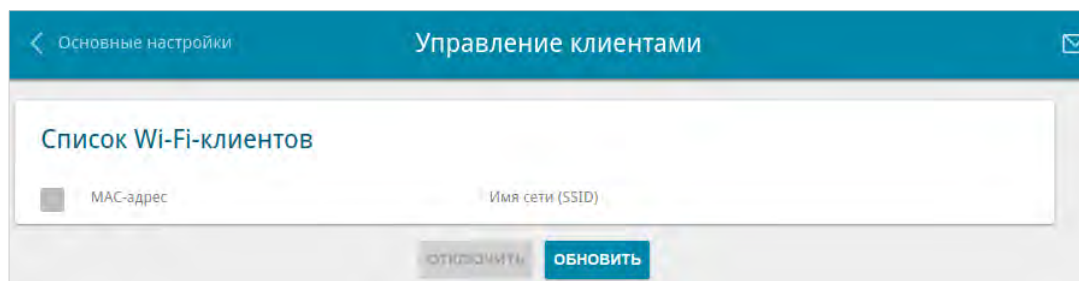 Основные настройки Управление клиентами
Список Wi-Fi-клиентов
MAC-адрес Имя сети (SSID)
ОТКЛЮЧИТЬ ОБНОВИТЬ